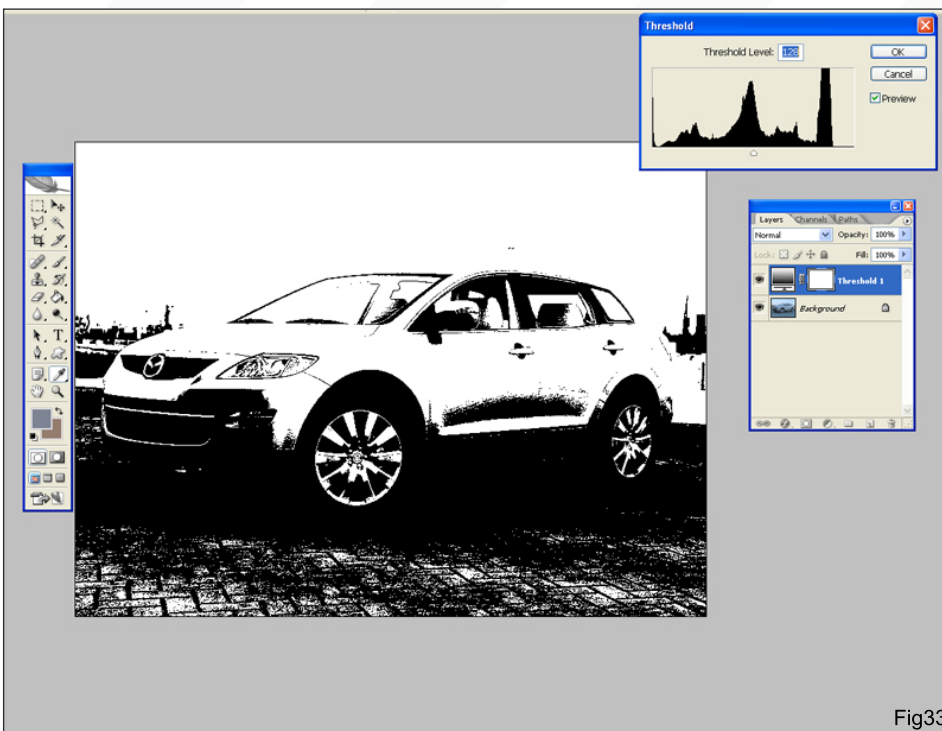 Threshold
Threshold Level: 128
OK
Cancel
Preview
Layers Channels Paths
Normal Opacity: 100%
Lock: Fill: 100%
Threshold 1
Background
T
Fig33